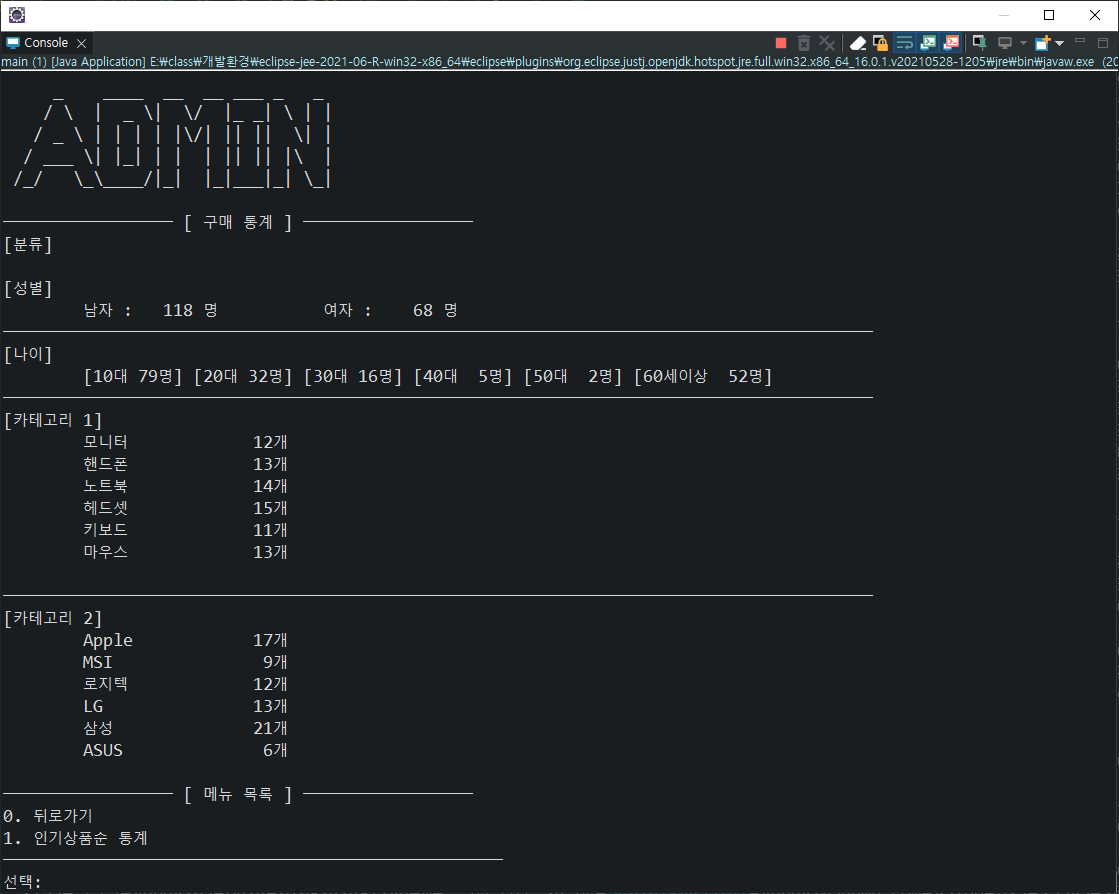 Console
main (1) [Java Application] E:₩class₩개발환경₩eclipse-jee-2021-06-R-win32-x86_64₩eclipse₩plugins₩org.eclipse.justj.openjdk.hotspot.jre.full.win32.x86_64_16.0.1.v20210528-1205₩jre₩bin₩javaw.exe (20
ADMIN
[ 구매 통계 ]
[분류]
[성별]
남자 : 118 명 여자 : 68 명
[나이]
[10대 79명] [20대 32명] [30대 16명] [40대 5명] [50대 2명] [60세이상 52명]
[카테고리 1]
모니터 12개
핸드폰 13개
노트북 14개
헤드셋 15개
키보드 11개
마우스 13개
[카테고리 2]
Apple 17개
MSI 9개
로지텍 12개
LG 13개
삼성 21개
ASUS 6개
[ 메뉴 목록 ]
0. 뒤로가기
1. 인기상품순 통계
선택: